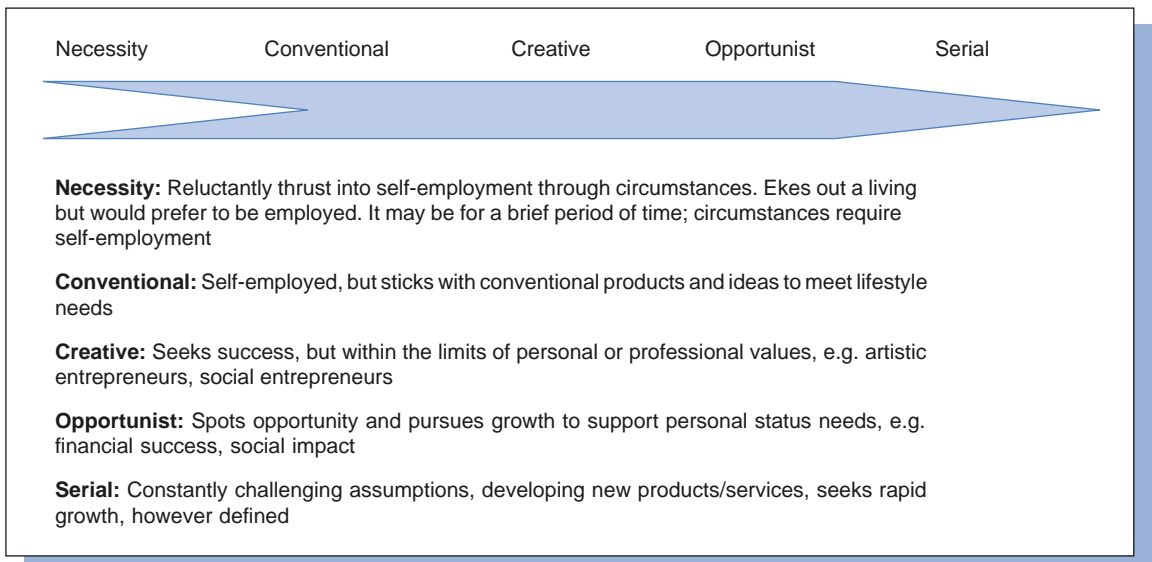 Necessity Conventional Creative Opportunist Serial
Necessity: Reluctantly thrust into self-employment through circumstances. Ekes out a living
but would prefer to be employed. It may be for a brief period of time; circumstances require
self-employment
Conventional: Self-employed, but sticks with conventional products and ideas to meet lifestyle
needs
Creative: Seeks success, but within the limits of personal or professional values, e.g. artistic
entrepreneurs, social entrepreneurs
Opportunist: Spots opportunity and pursues growth to support personal status needs, e.g.
financial success, social impact
Serial: Constantly challenging assumptions, developing new products/services, seeks rapid
growth, however defined